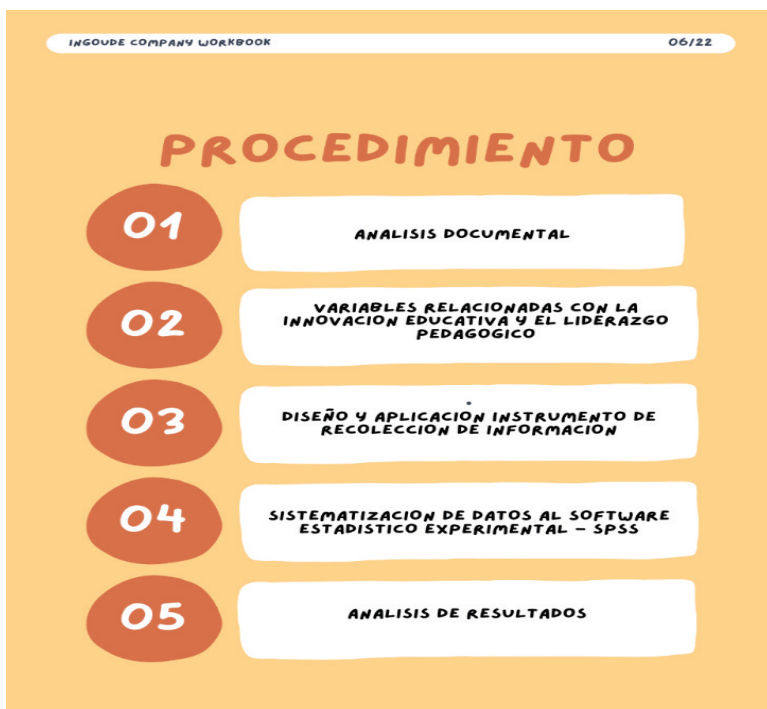 INGOUDE COMPANY WORKBOOK
06/22
PROCEDIMIENTO
01
ANALISIS DOCUMENTAL
02
VARIABLES RELACIONADAS CON LA
INNOVACION EDUCATIVA Y EL LIDERAZGO
PEDAGOGICO
03
DISEÑO Y APLICACIÓN INSTRUMENTO DE
RECOLECCION DE INFORMACION
04
SISTEMATIZACION DE DATOS AL SOFTWARE
ESTADISTICO EXPERIMENTAL – SPSS
05
ANALISIS DE RESULTADOS